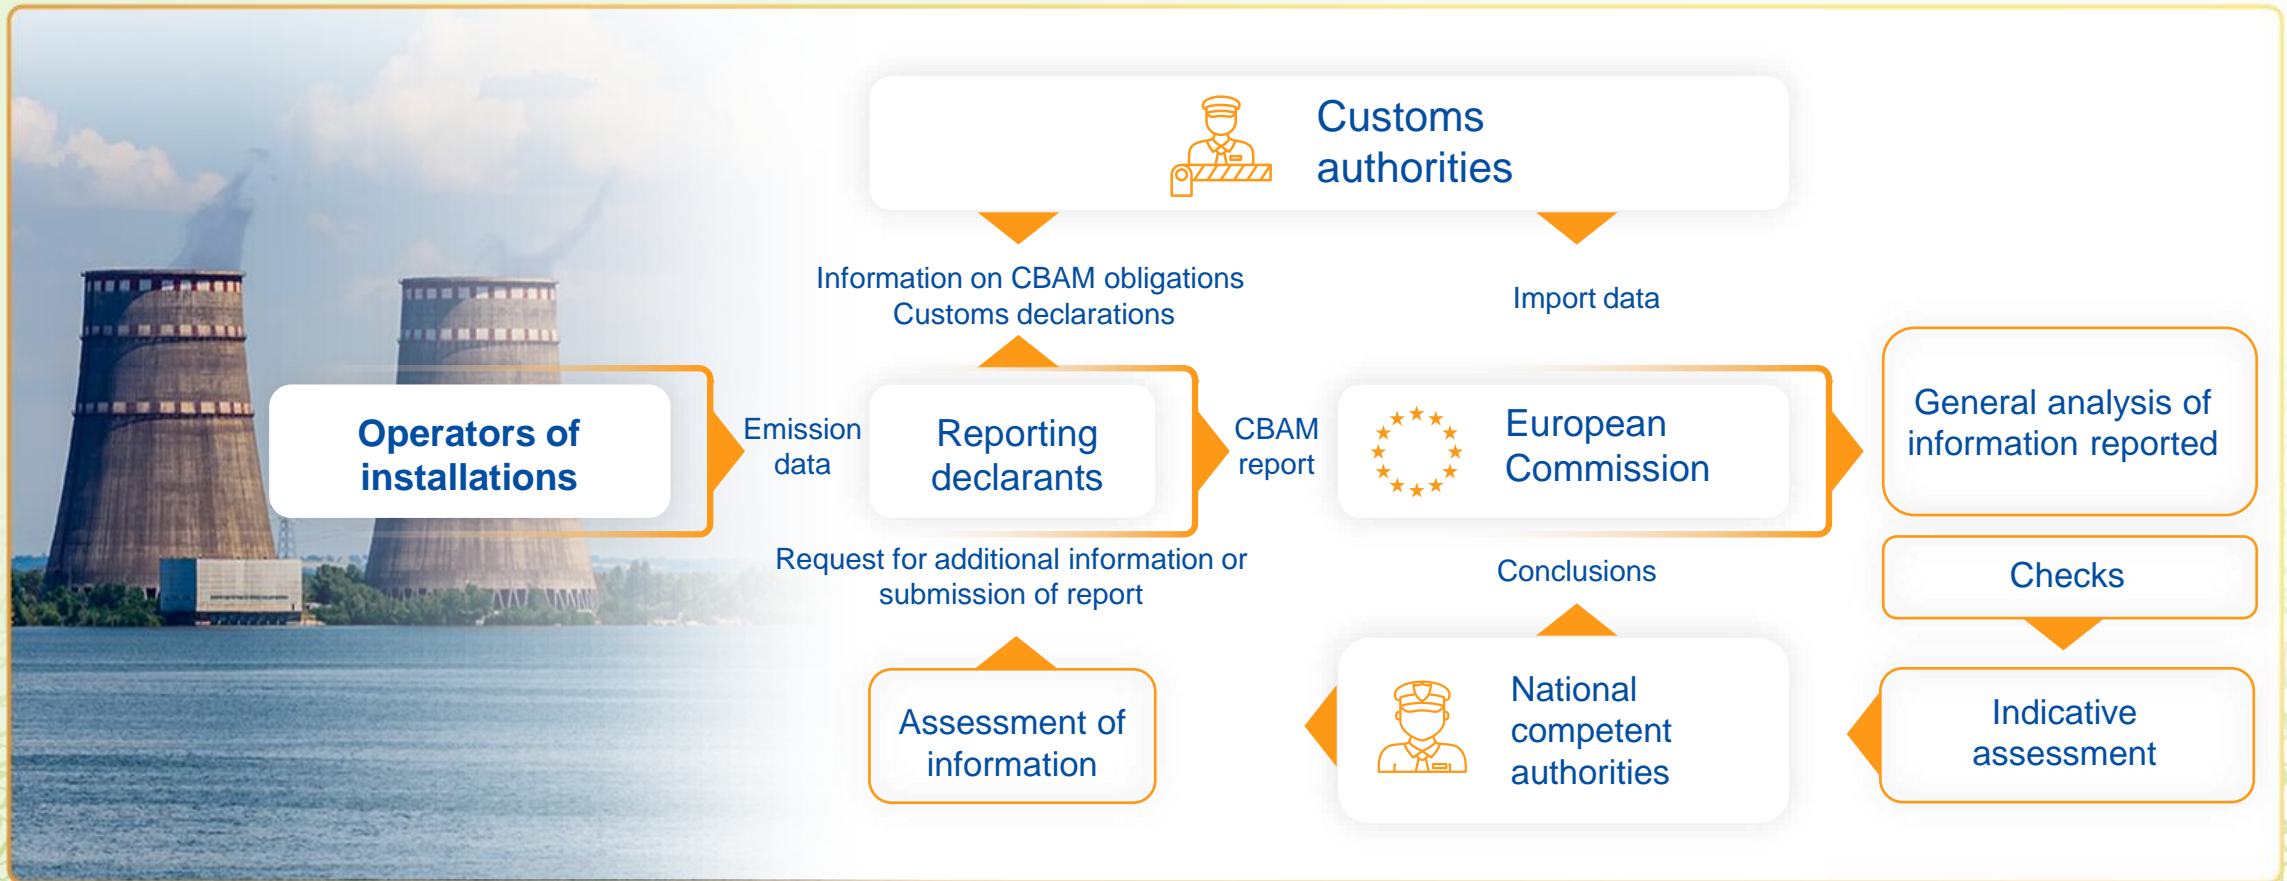 Customs
authorities
Information on CBAM obligations
Customs declarations
Import data
Operators of
installations
Emission
data
Reporting
declarants
CBAM
report
European
Commission
General analysis of
information reported
Request for additional information or
submission of report
Conclusions
Checks
Assessment of
information
National
competent
authorities
Indicative
assessment